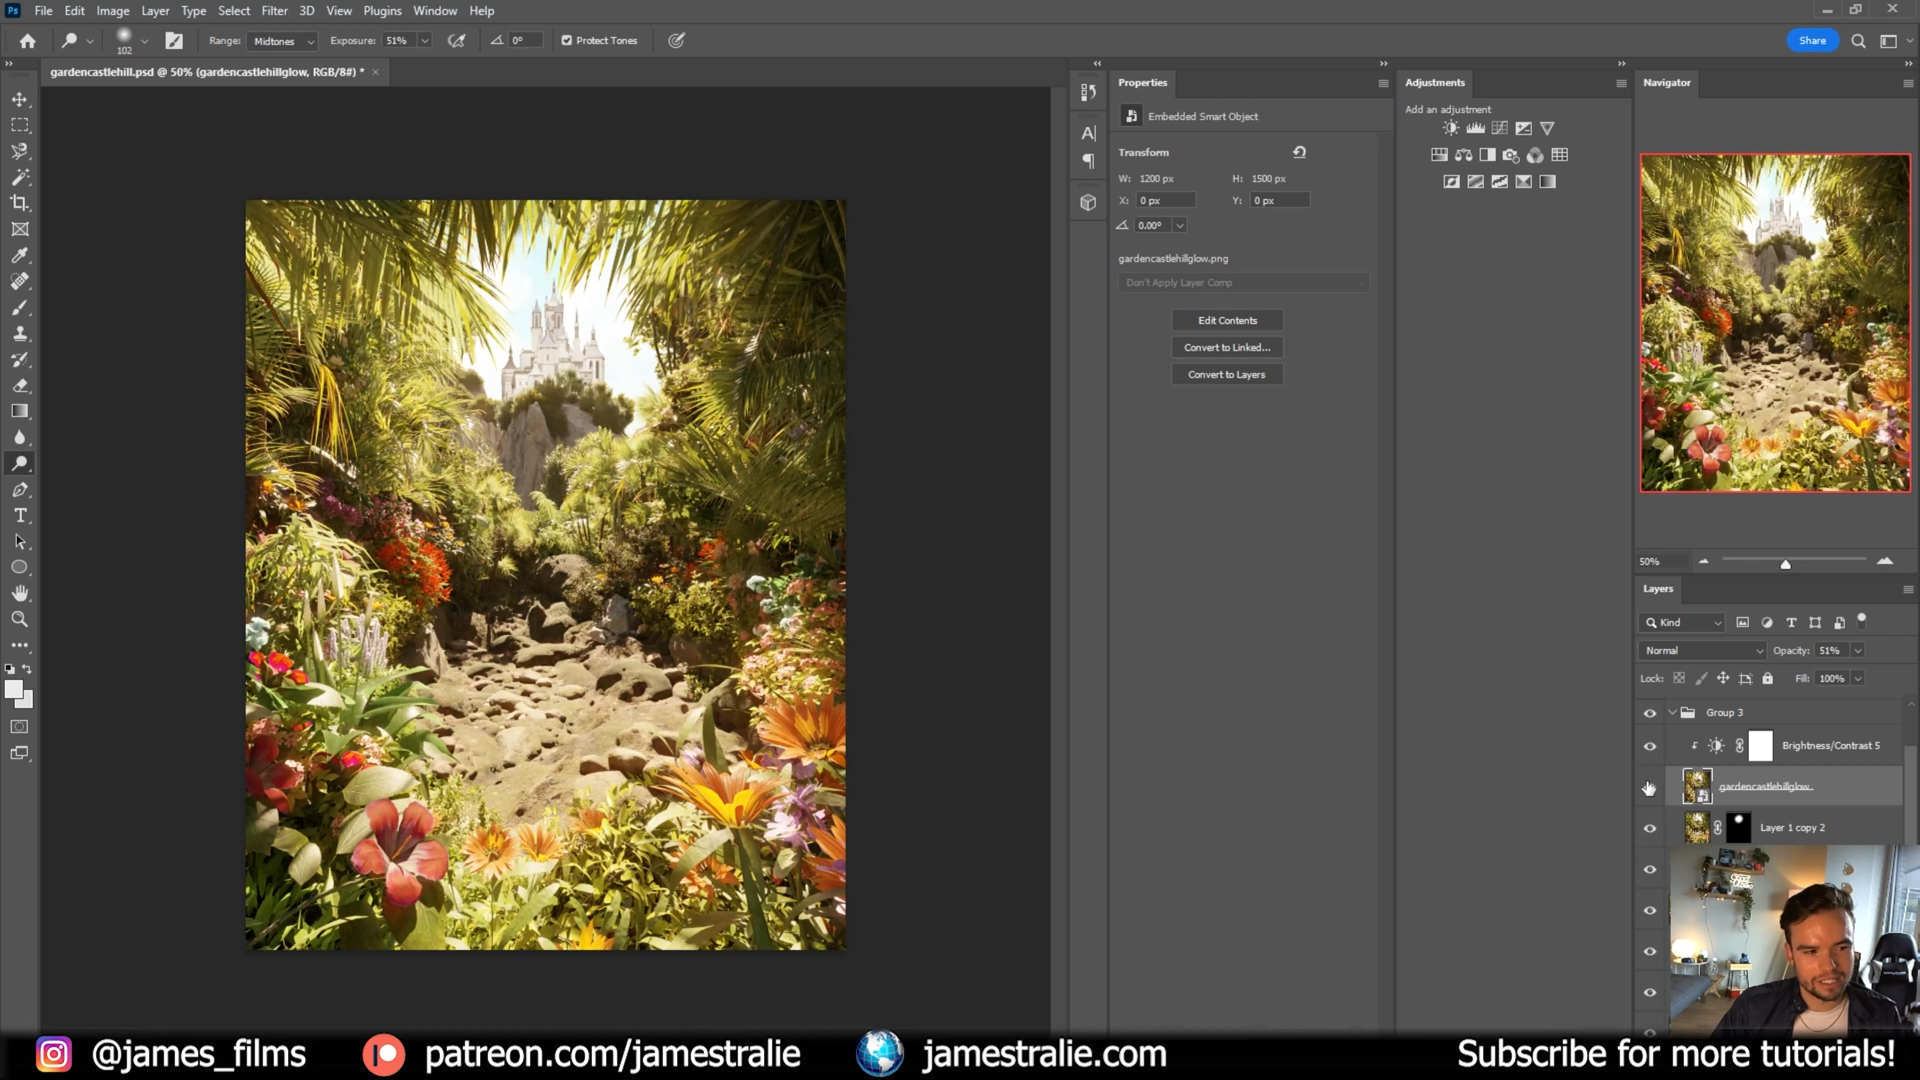 Ps File Edit Image Layer Type Select Filter 3D View Plugins Window Help
102 Range: Midtones Exposure: 51% 0° Protect Tones Share
gardencastlehill.psd @ 50% (gardencastlehillglow, RGB/8#) * ×
Properties
Embedded Smart Object
Transform
W: 1200 px H: 1500 px
X: 0 px Y: 0 px
0.00°
gardencastlehillglow.png
Don't Apply Layer Comp
Edit Contents
Convert to Linked...
Convert to Layers
Adjustments
Add an adjustment
Navigator
50%
Layers
Kind
Normal Opacity: 51%
Lock: Fill: 100%
Group 3
Brightness/Contrast 5
gardencastlehillglow
Layer 1 copy 2
@james_films patreon.com/jamestralie jamestralie.com Subscribe for more tutorials!